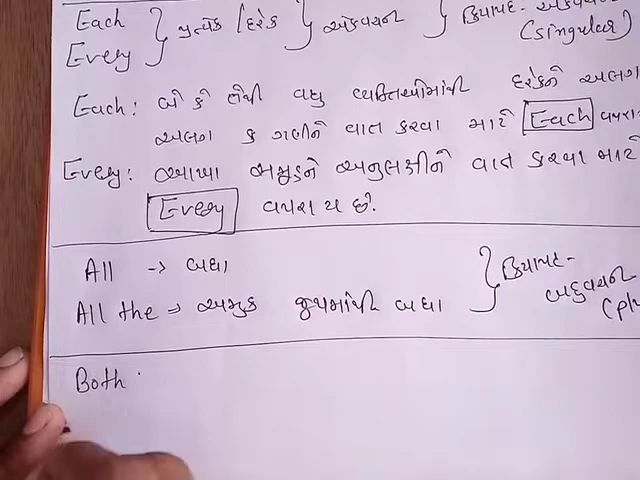 Each } પ્રત્યેક / દરેક } એકવચન } ક્રિયાપદ - એકવચન
Every (singular)
Each: બે કે તેથી વધુ વ્યક્તિઓમાંથી દરેકને અલગ
અલગ ગણીને વાત કરવા માટે Each વપરા
Every: આખા સમુહને અનુલક્ષીને વાત કરવા માટે
Every વપરાય છે.
All -> બધા } ક્રિયાપદ -
All the => અમુક જુથમાંથી બધા બહુવચન
(plu
Both